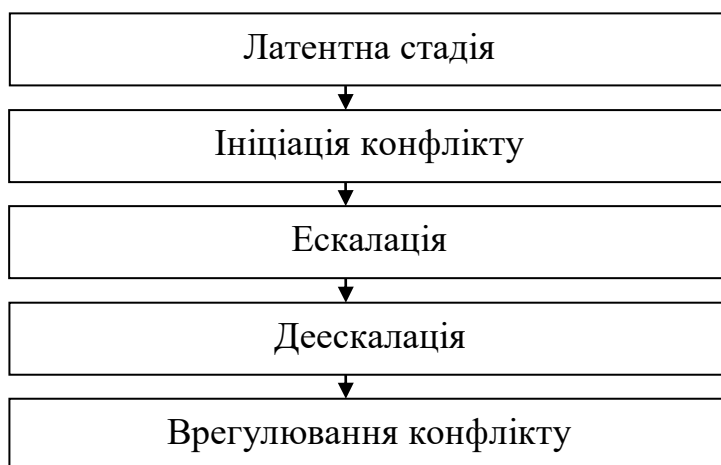 Латентна стадія
Ініціація конфлікту
Ескалація
Деескалація
Врегулювання конфлікту